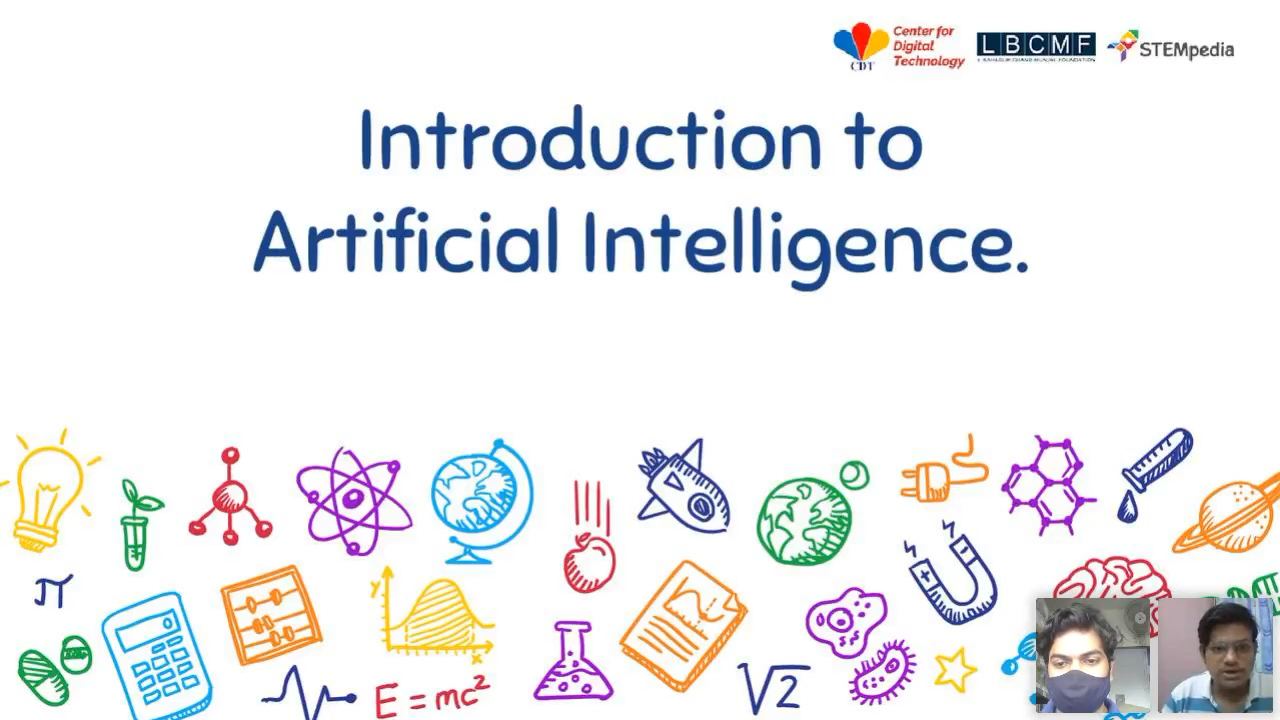 Center for
Digital
Technology
CDT
LBCMF
STEMpedia
Introduction to
Artificial Intelligence.
π
y
x
E = mc²
√2